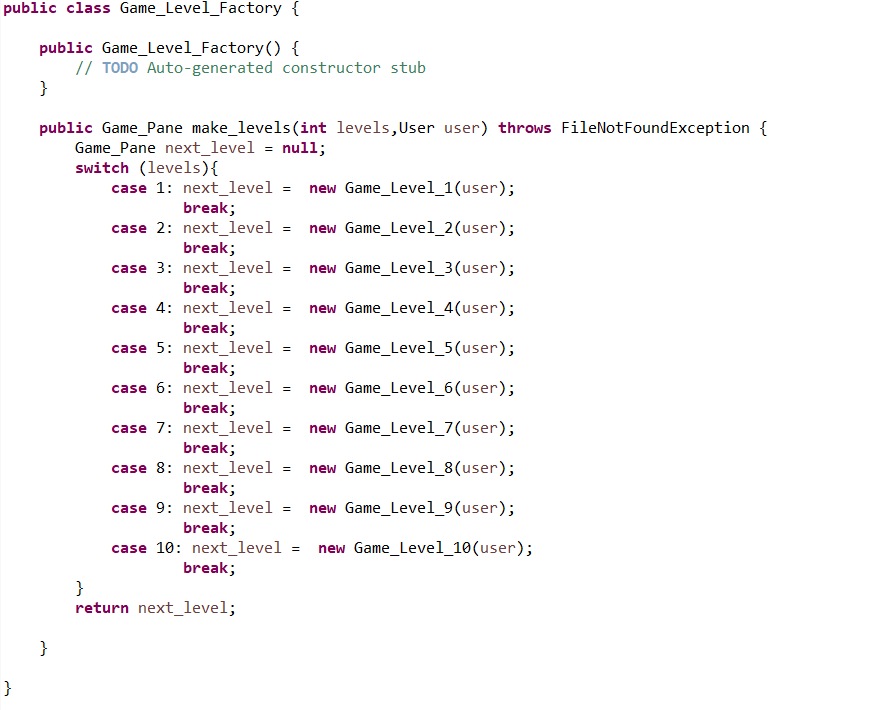 public class Game_Level_Factory {
public Game_Level_Factory() {
// TODO Auto-generated constructor stub
}
public Game_Pane make_levels(int levels,User user) throws FileNotFoundException {
Game_Pane next_level = null;
switch (levels){
case 1: next_level =  new Game_Level_1(user);
break;
case 2: next_level =  new Game_Level_2(user);
break;
case 3: next_level =  new Game_Level_3(user);
break;
case 4: next_level =  new Game_Level_4(user);
break;
case 5: next_level =  new Game_Level_5(user);
break;
case 6: next_level =  new Game_Level_6(user);
break;
case 7: next_level =  new Game_Level_7(user);
break;
case 8: next_level =  new Game_Level_8(user);
break;
case 9: next_level =  new Game_Level_9(user);
break;
case 10: next_level =  new Game_Level_10(user);
break;
}
return next_level;
}
}